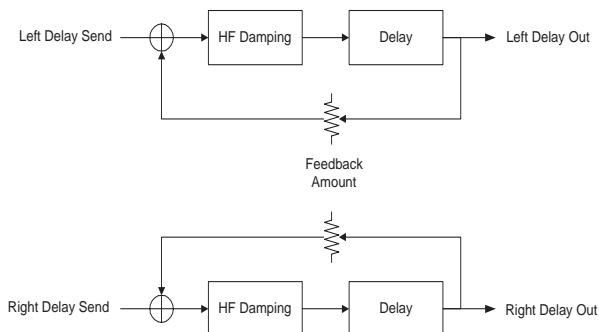 Left Delay Send
HF Damping
Delay
Left Delay Out
Feedback
Amount
Right Delay Send
HF Damping
Delay
Right Delay Out